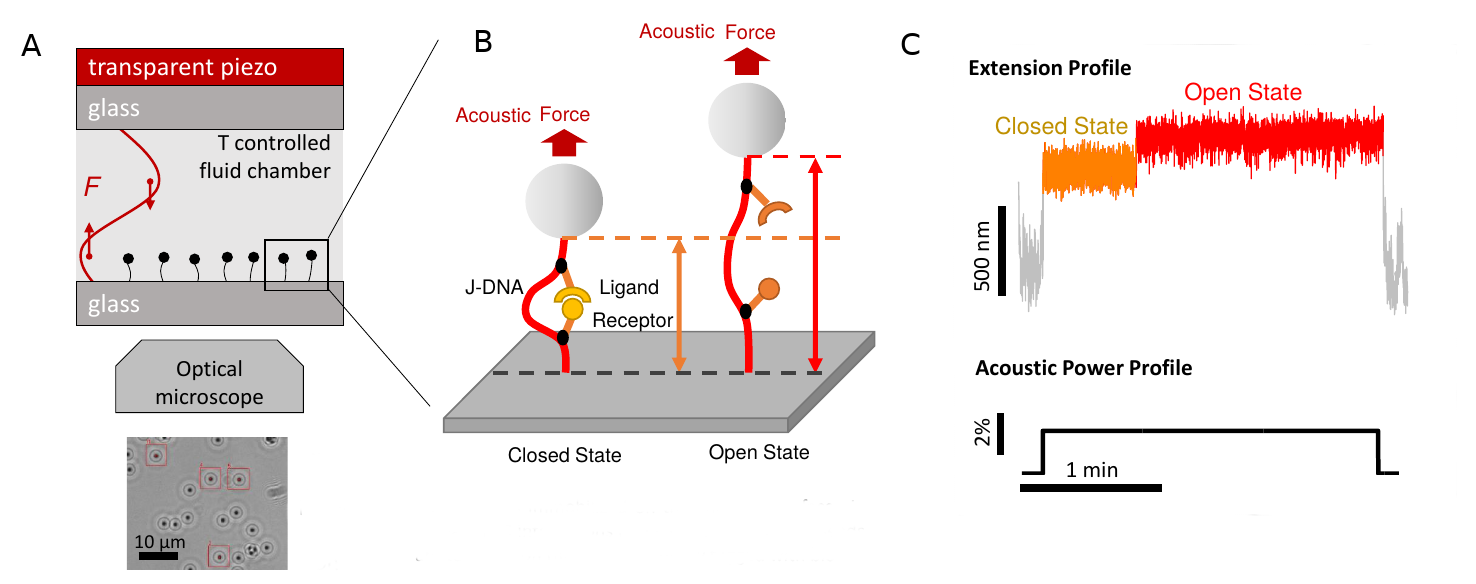 A
transparent piezo
glass
T controlled
fluid chamber
F
glass
Optical
microscope
10 µm
B
Acoustic Force
Acoustic Force
J-DNA
Ligand
Receptor
Closed State
Open State
C
Extension Profile
Open State
Closed State
500 nm
Acoustic Power Profile
2%
1 min